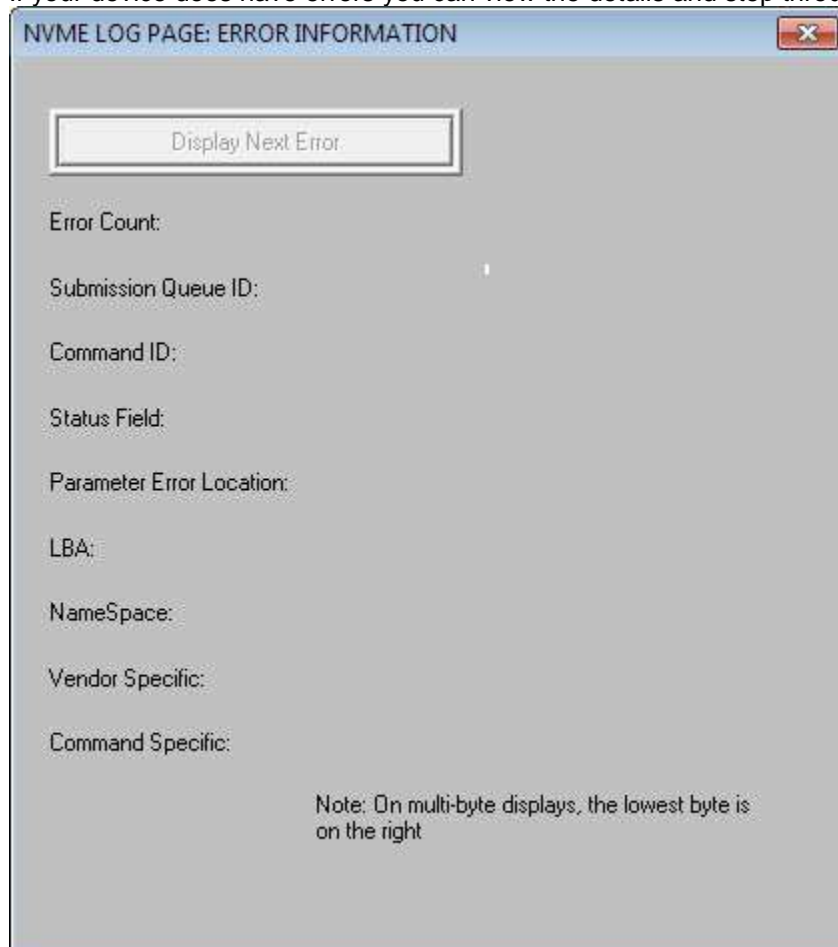 NVME LOG PAGE: ERROR INFORMATION
Display Next Error
Error Count:
Submission Queue ID:
Command ID:
Status Field:
Parameter Error Location:
LBA:
NameSpace:
Vendor Specific:
Command Specific:
Note: On multi-byte displays, the lowest byte is
on the right